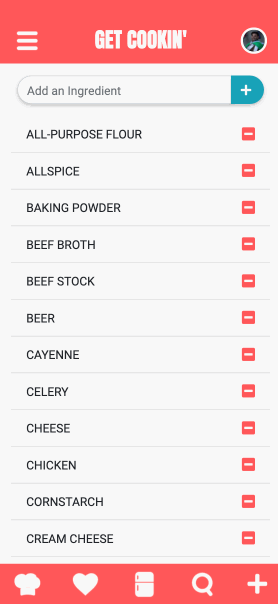 GET COOKIN'
Add an Ingredient
ALL-PURPOSE FLOUR
ALLSPICE
BAKING POWDER
BEEF BROTH
BEEF STOCK
BEER
CAYENNE
CELERY
CHEESE
CHICKEN
CORNSTARCH
CREAM CHEESE